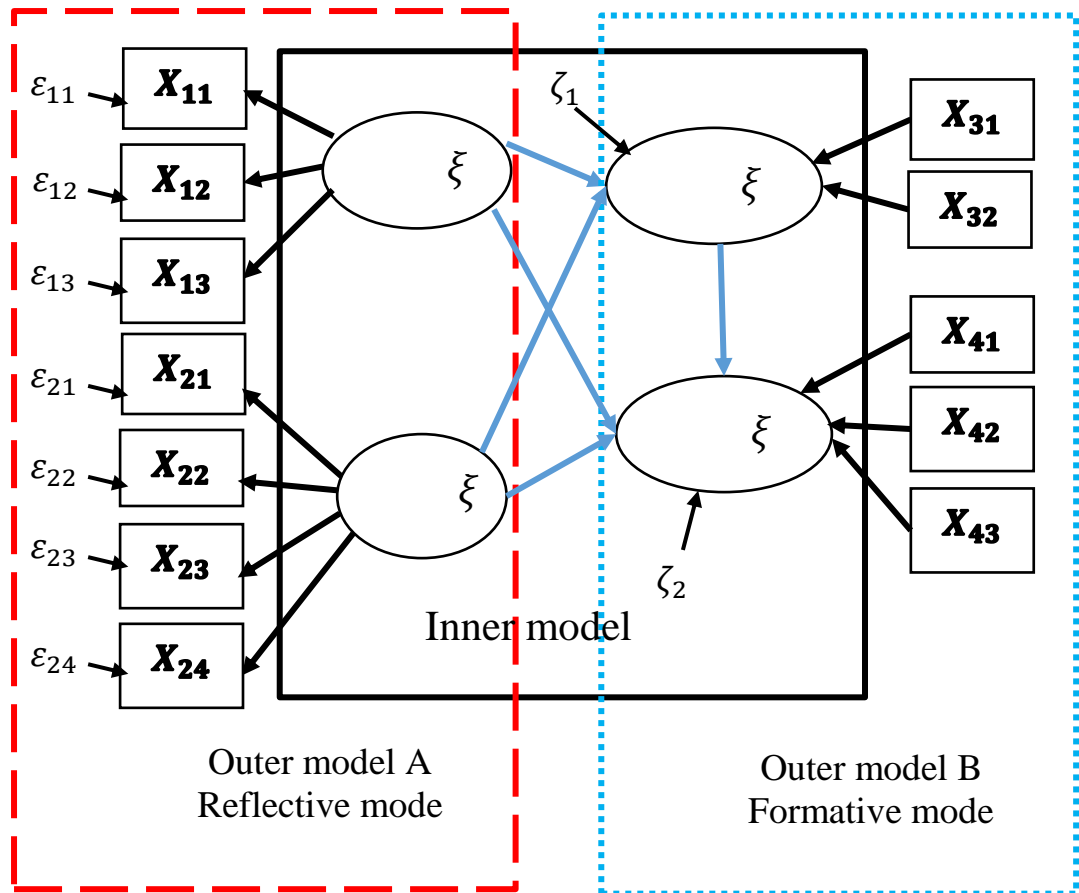 ε₁₁
X₁₁
ε₁₂
X₁₂
ε₁₃
X₁₃
ε₂₁
X₂₁
ε₂₂
X₂₂
ε₂₃
X₂₃
ε₂₄
X₂₄
ξ
ξ
ζ₁
ξ
ξ
ζ₂
Inner model
X₃₁
X₃₂
X₄₁
X₄₂
X₄₃
Outer model A
Reflective mode
Outer model B
Formative mode